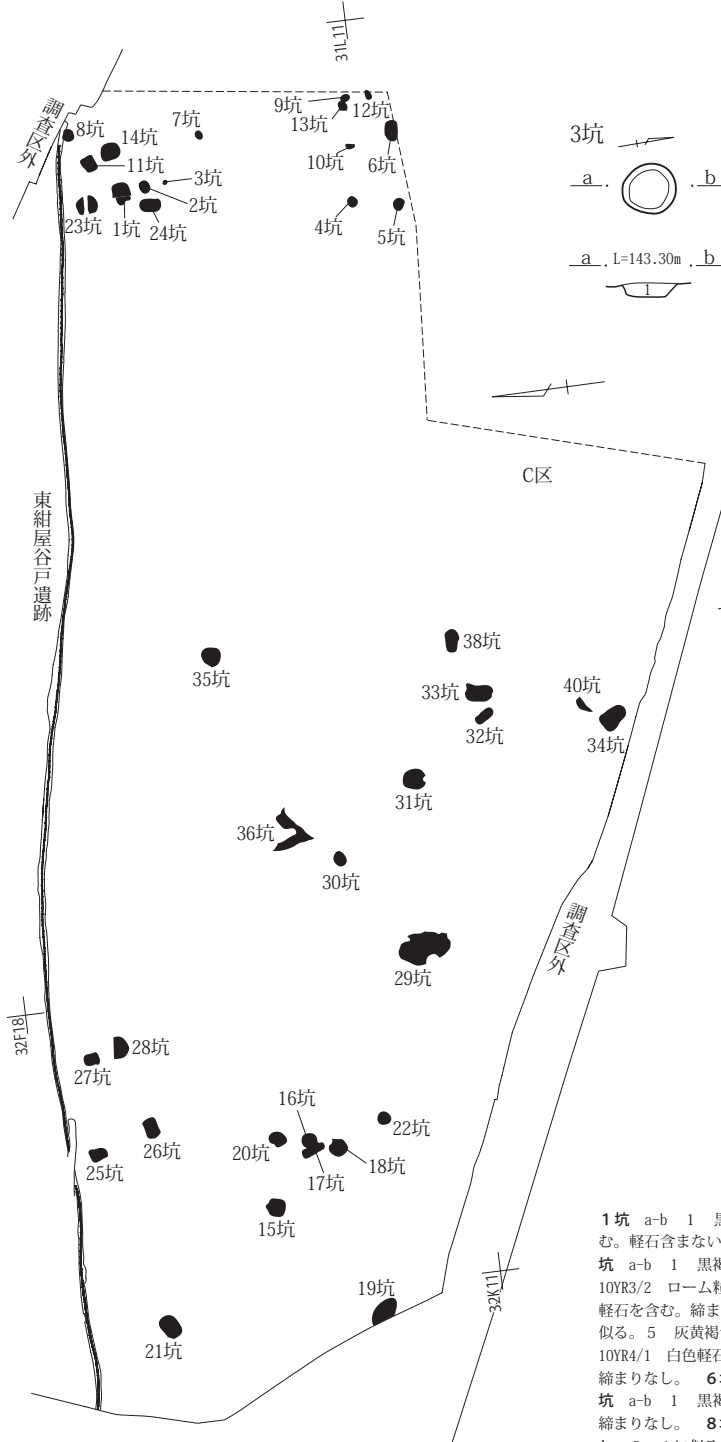 31L11
調査区外
8坑
14坑
7坑
9坑
12坑
13坑
6坑
11坑
10坑
3坑
2坑
23坑
1坑
24坑
4坑
5坑
3坑
a . . b
a . L=143.30m . b
1
C区
東紺屋谷戸遺跡
35坑
38坑
33坑
32坑
40坑
34坑
31坑
36坑
30坑
29坑
調査区外
32F18
28坑
27坑
26坑
25坑
16坑
22坑
20坑
18坑
17坑
15坑
19坑
32K11
21坑
1坑 a-b 1
む。軽石含まない
坑 a-b 1 黒褐
10YR3/2 ローム粒
軽石を含む。締ま
似る。5 灰黄褐
10YR4/1 白色軽石
締まりなし。 6
坑 a-b 1 黒褐
締まりなし。 8